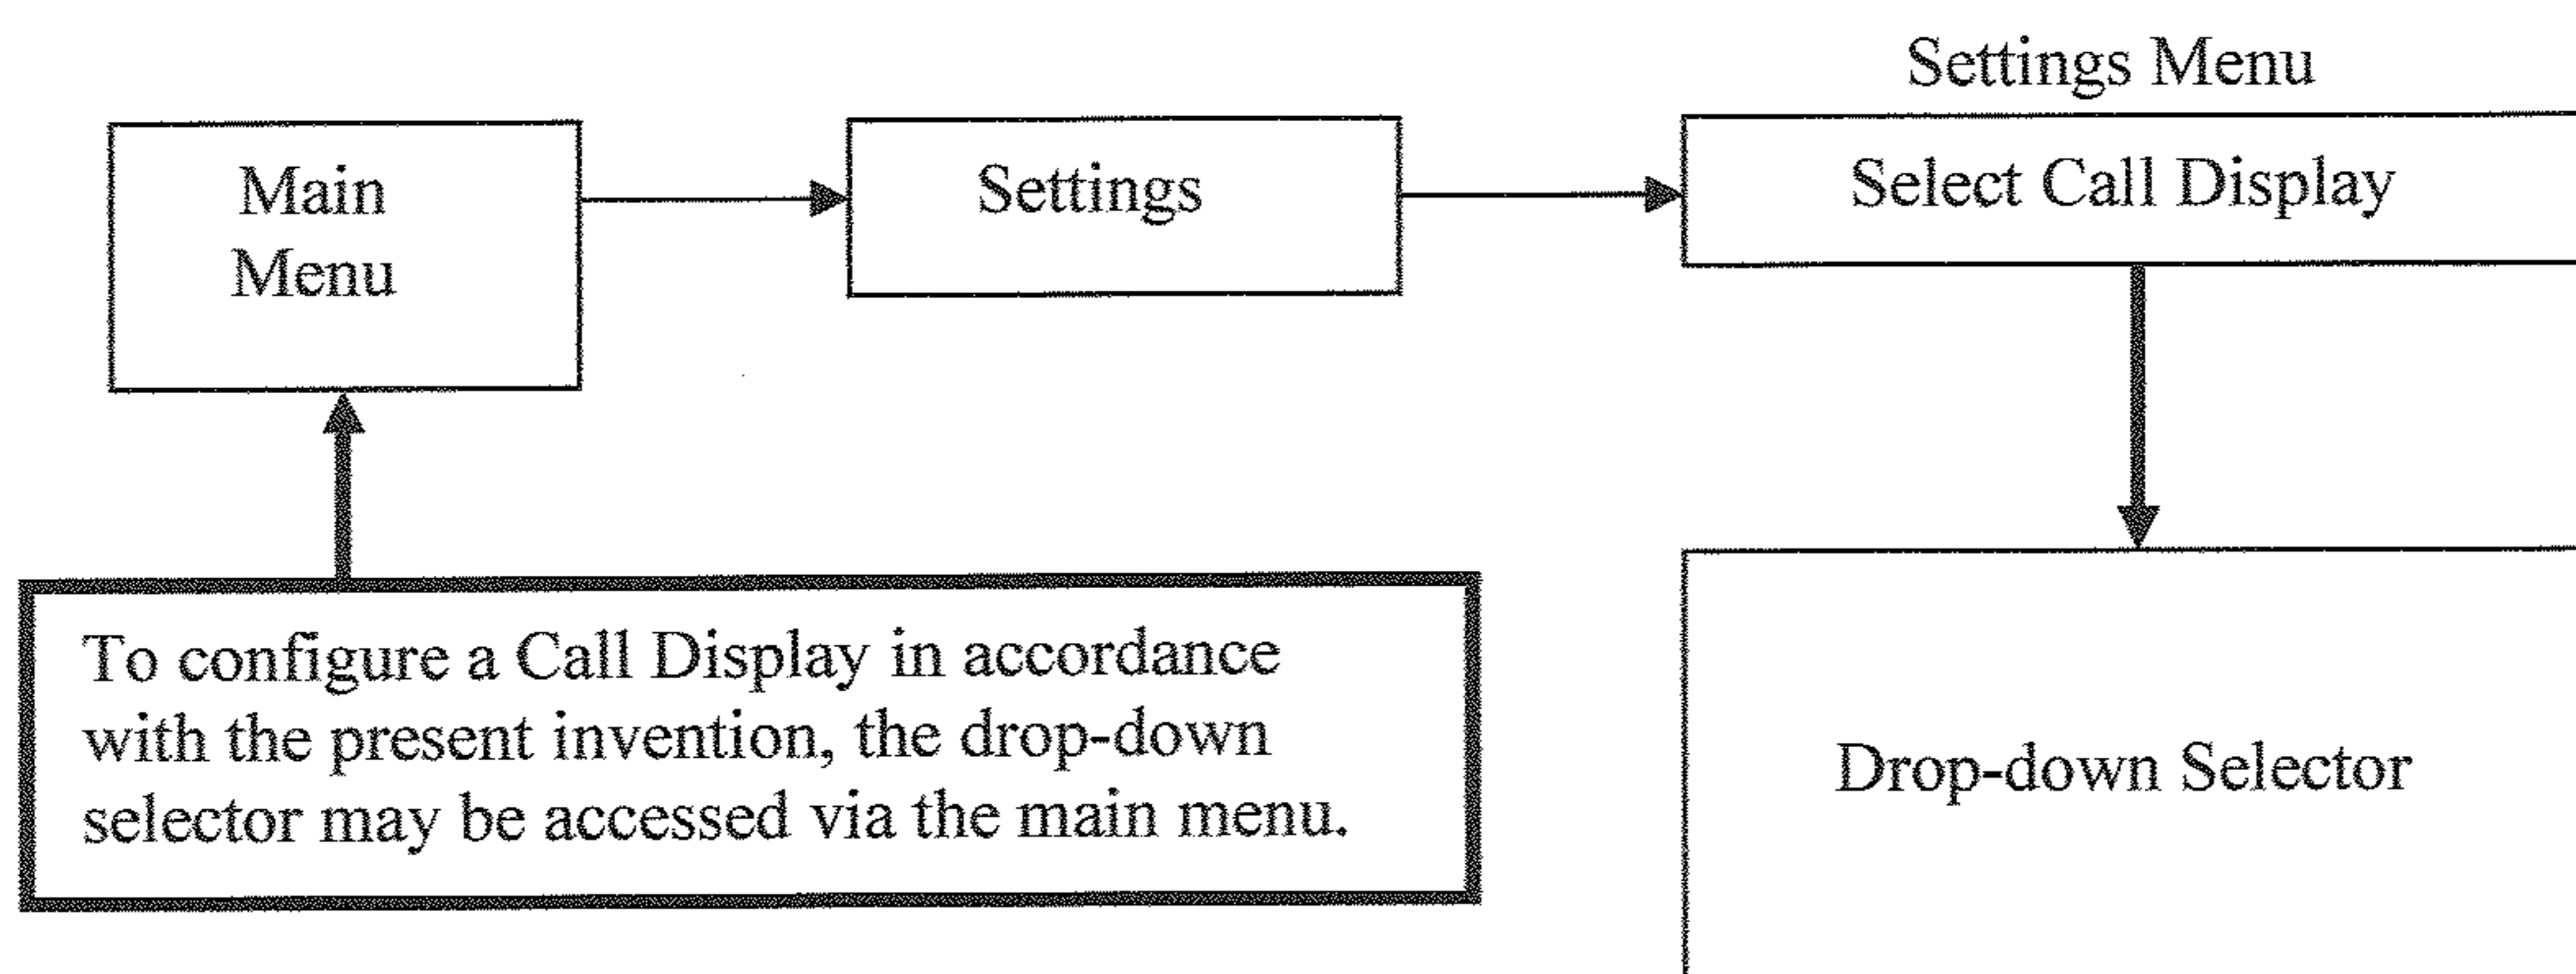 Settings Menu
Main
Menu
Settings
Select Call Display
To configure a Call Display in accordance
with the present invention, the drop-down
selector may be accessed via the main menu.
Drop-down Selector